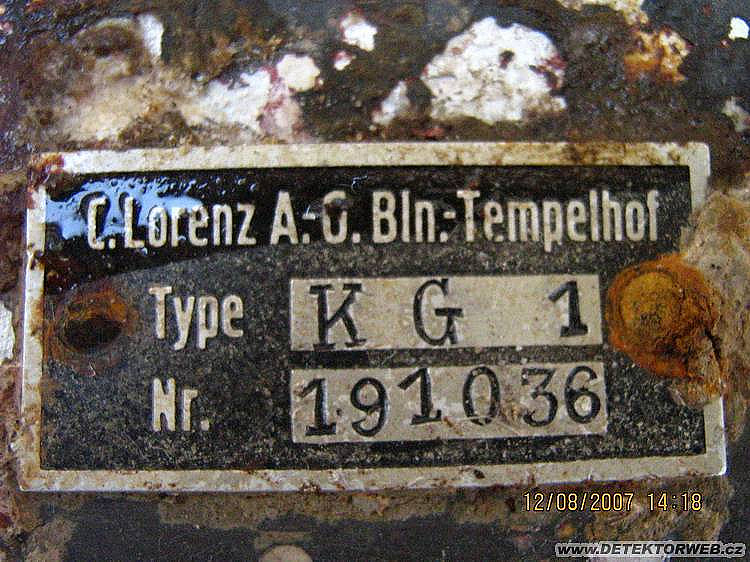 C. Lorenz A.-G. Bln.-Tempelhof
Type K G 1
Nr. 191036
12/08/2007 14:18
www.DETEKTORWEB.cz